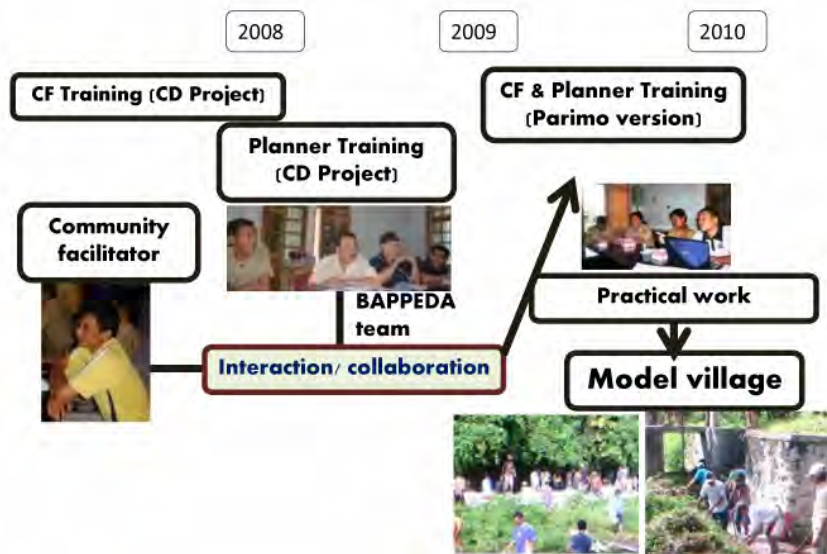 2008
2009
2010
CF Training (CD Project)
CF & Planner Training
(Parimo version)
Planner Training
(CD Project)
Community
facilitator
BAPPEDA
team
Practical work
Interaction/ collaboration
Model village